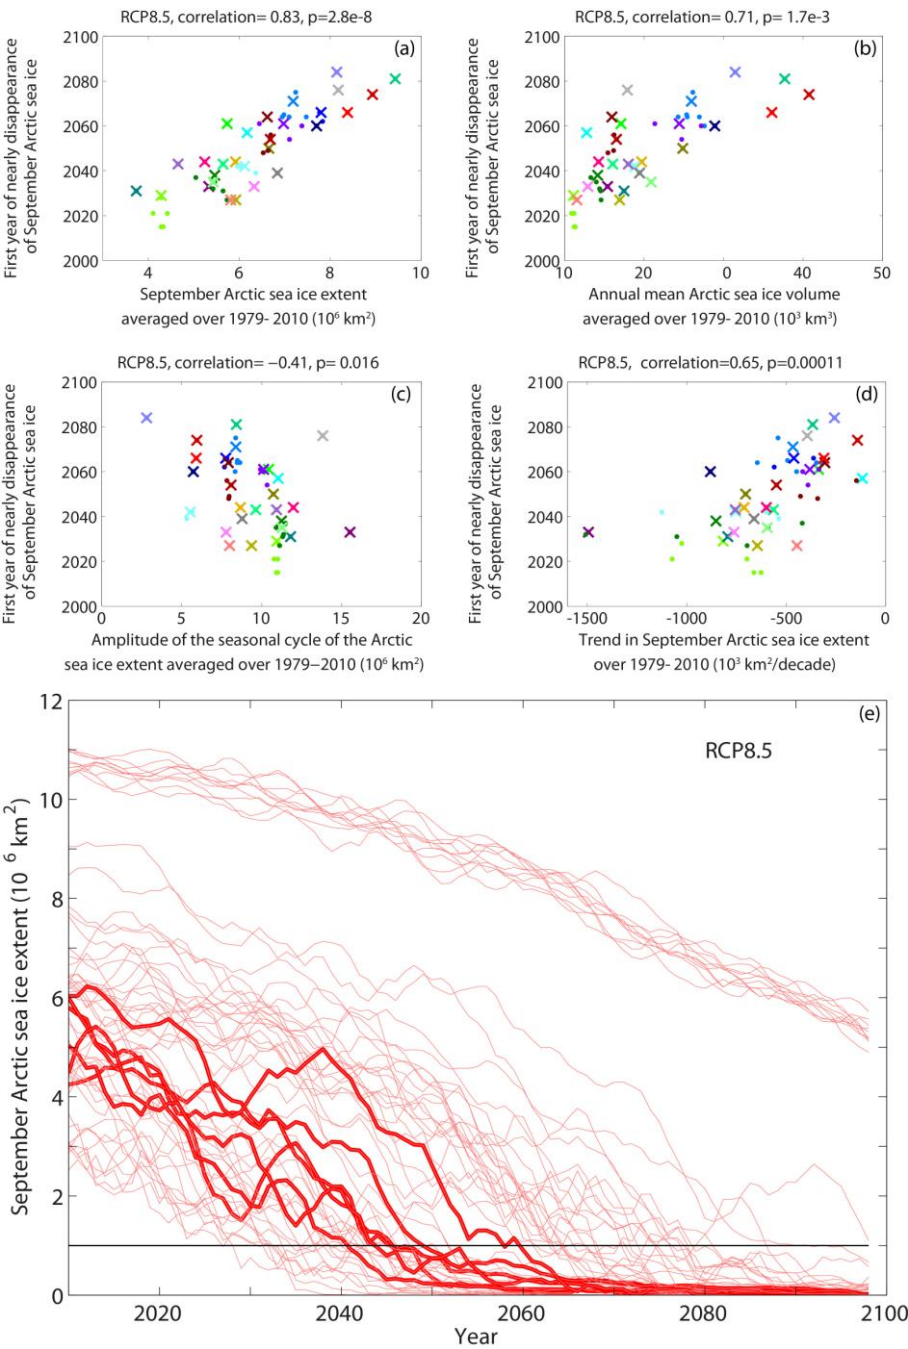 RCP8.5, correlation= 0.83, p=2.8e-8
(a)
First year of nearly disappearance
of September Arctic sea ice
2100
2080
2060
2040
2020
2000
4 6 8 10
September Arctic sea ice extent
averaged over 1979- 2010 (10⁶ km²)
RCP8.5, correlation= 0.71, p= 1.7e-3
(b)
First year of nearly disappearance
of September Arctic sea ice
2100
2080
2060
2040
2020
2000
10 20 0 40 50
Annual mean Arctic sea ice volume
averaged over 1979- 2010 (10³ km³)
RCP8.5, correlation= −0.41, p= 0.016
(c)
First year of nearly disappearance
of September Arctic sea ice
2100
2080
2060
2040
2020
2000
0 5 10 15 20
Amplitude of the seasonal cycle of the Arctic
sea ice extent averaged over 1979−2010 (10⁶ km²)
RCP8.5, correlation=0.65, p=0.00011
(d)
First year of nearly disappearance
of September Arctic sea ice
2100
2080
2060
2040
2020
2000
-1500 -1000 -500 0
Trend in September Arctic sea ice extent
over 1979- 2010 (10³ km²/decade)
(e)
RCP8.5
September Arctic sea ice extent (10 ⁶ km²)
12
10
8
6
4
2
0
2020 2040 2060 2080 2100
Year